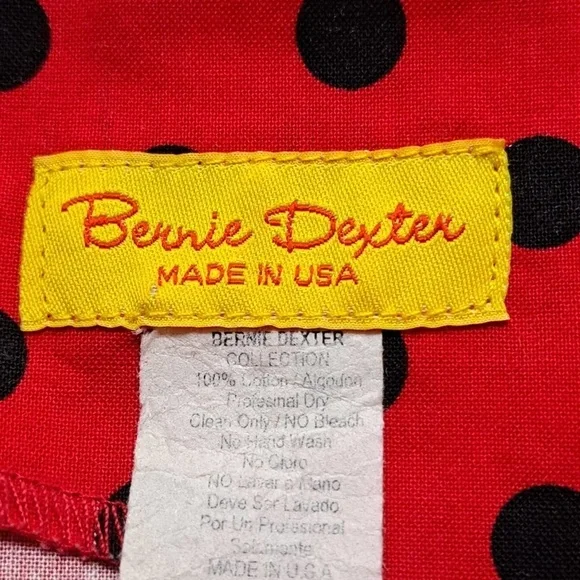 Bernie Dexter
MADE IN USA
BERNIE DEXTER
COLLECTION
100% Cotton / Algodon
Profesinal Dry
Clean Only / NO Bleach
No Hand Wash
No Cloro
NO Lavar a Mano
Deve Ser Lavado
Por Un Profesional
Solamente
MADE IN U.S.A